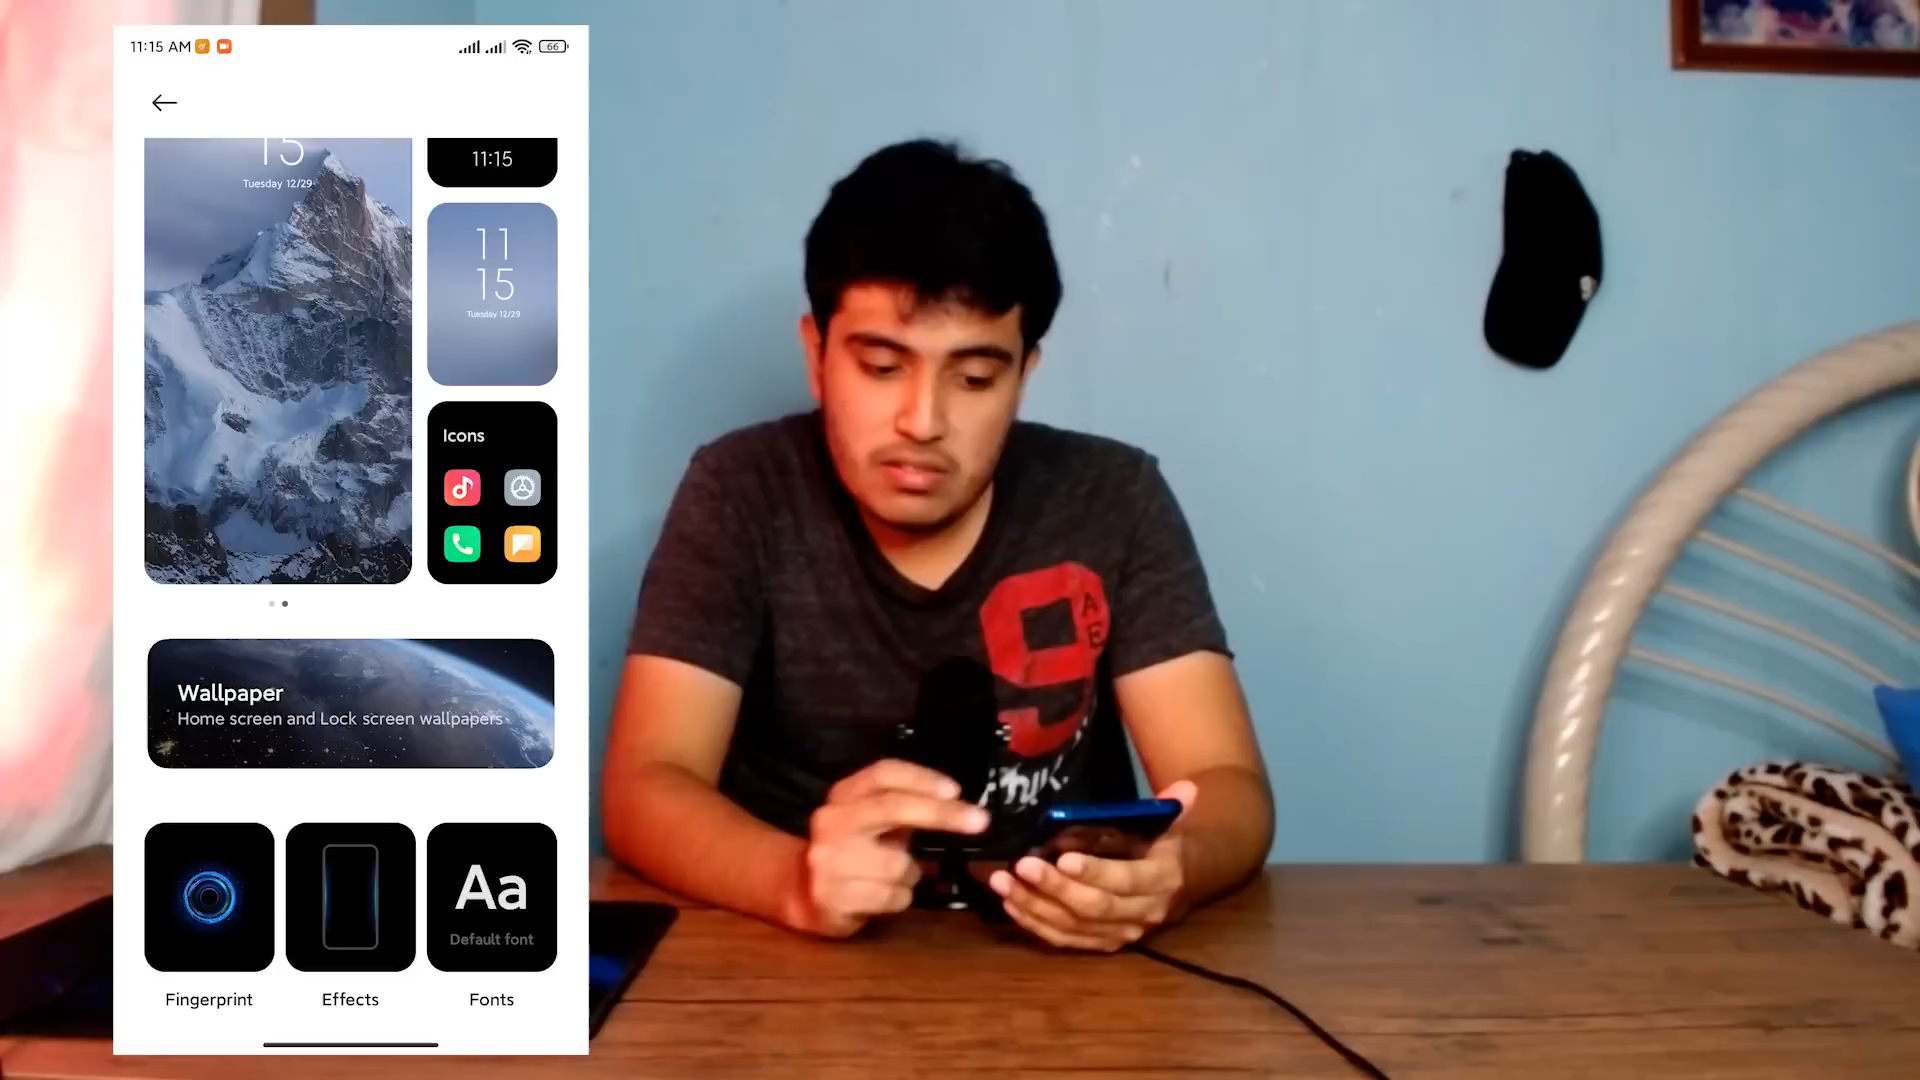 11:15 AM
66
15
Tuesday 12/29
11:15
11
15
Tuesday 12/29
Icons
Wallpaper
Home screen and Lock screen wallpapers
Aa
Default font
Fingerprint
Effects
Fonts
9
A
E